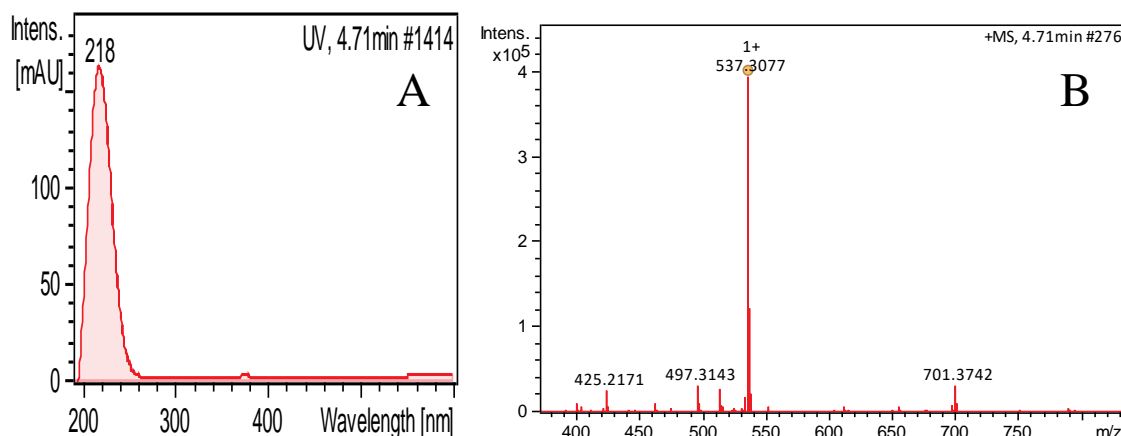 Intens.
[mAU]
UV, 4.71min #1414
218
A
100
50
0
200
300
400
Wavelength [nm]
Intens.
x10⁵
+MS, 4.71min #276
1+
537.3077
B
4
3
2
1
0
425.2171
497.3143
701.3742
400
450
500
550
600
650
700
750
m/z